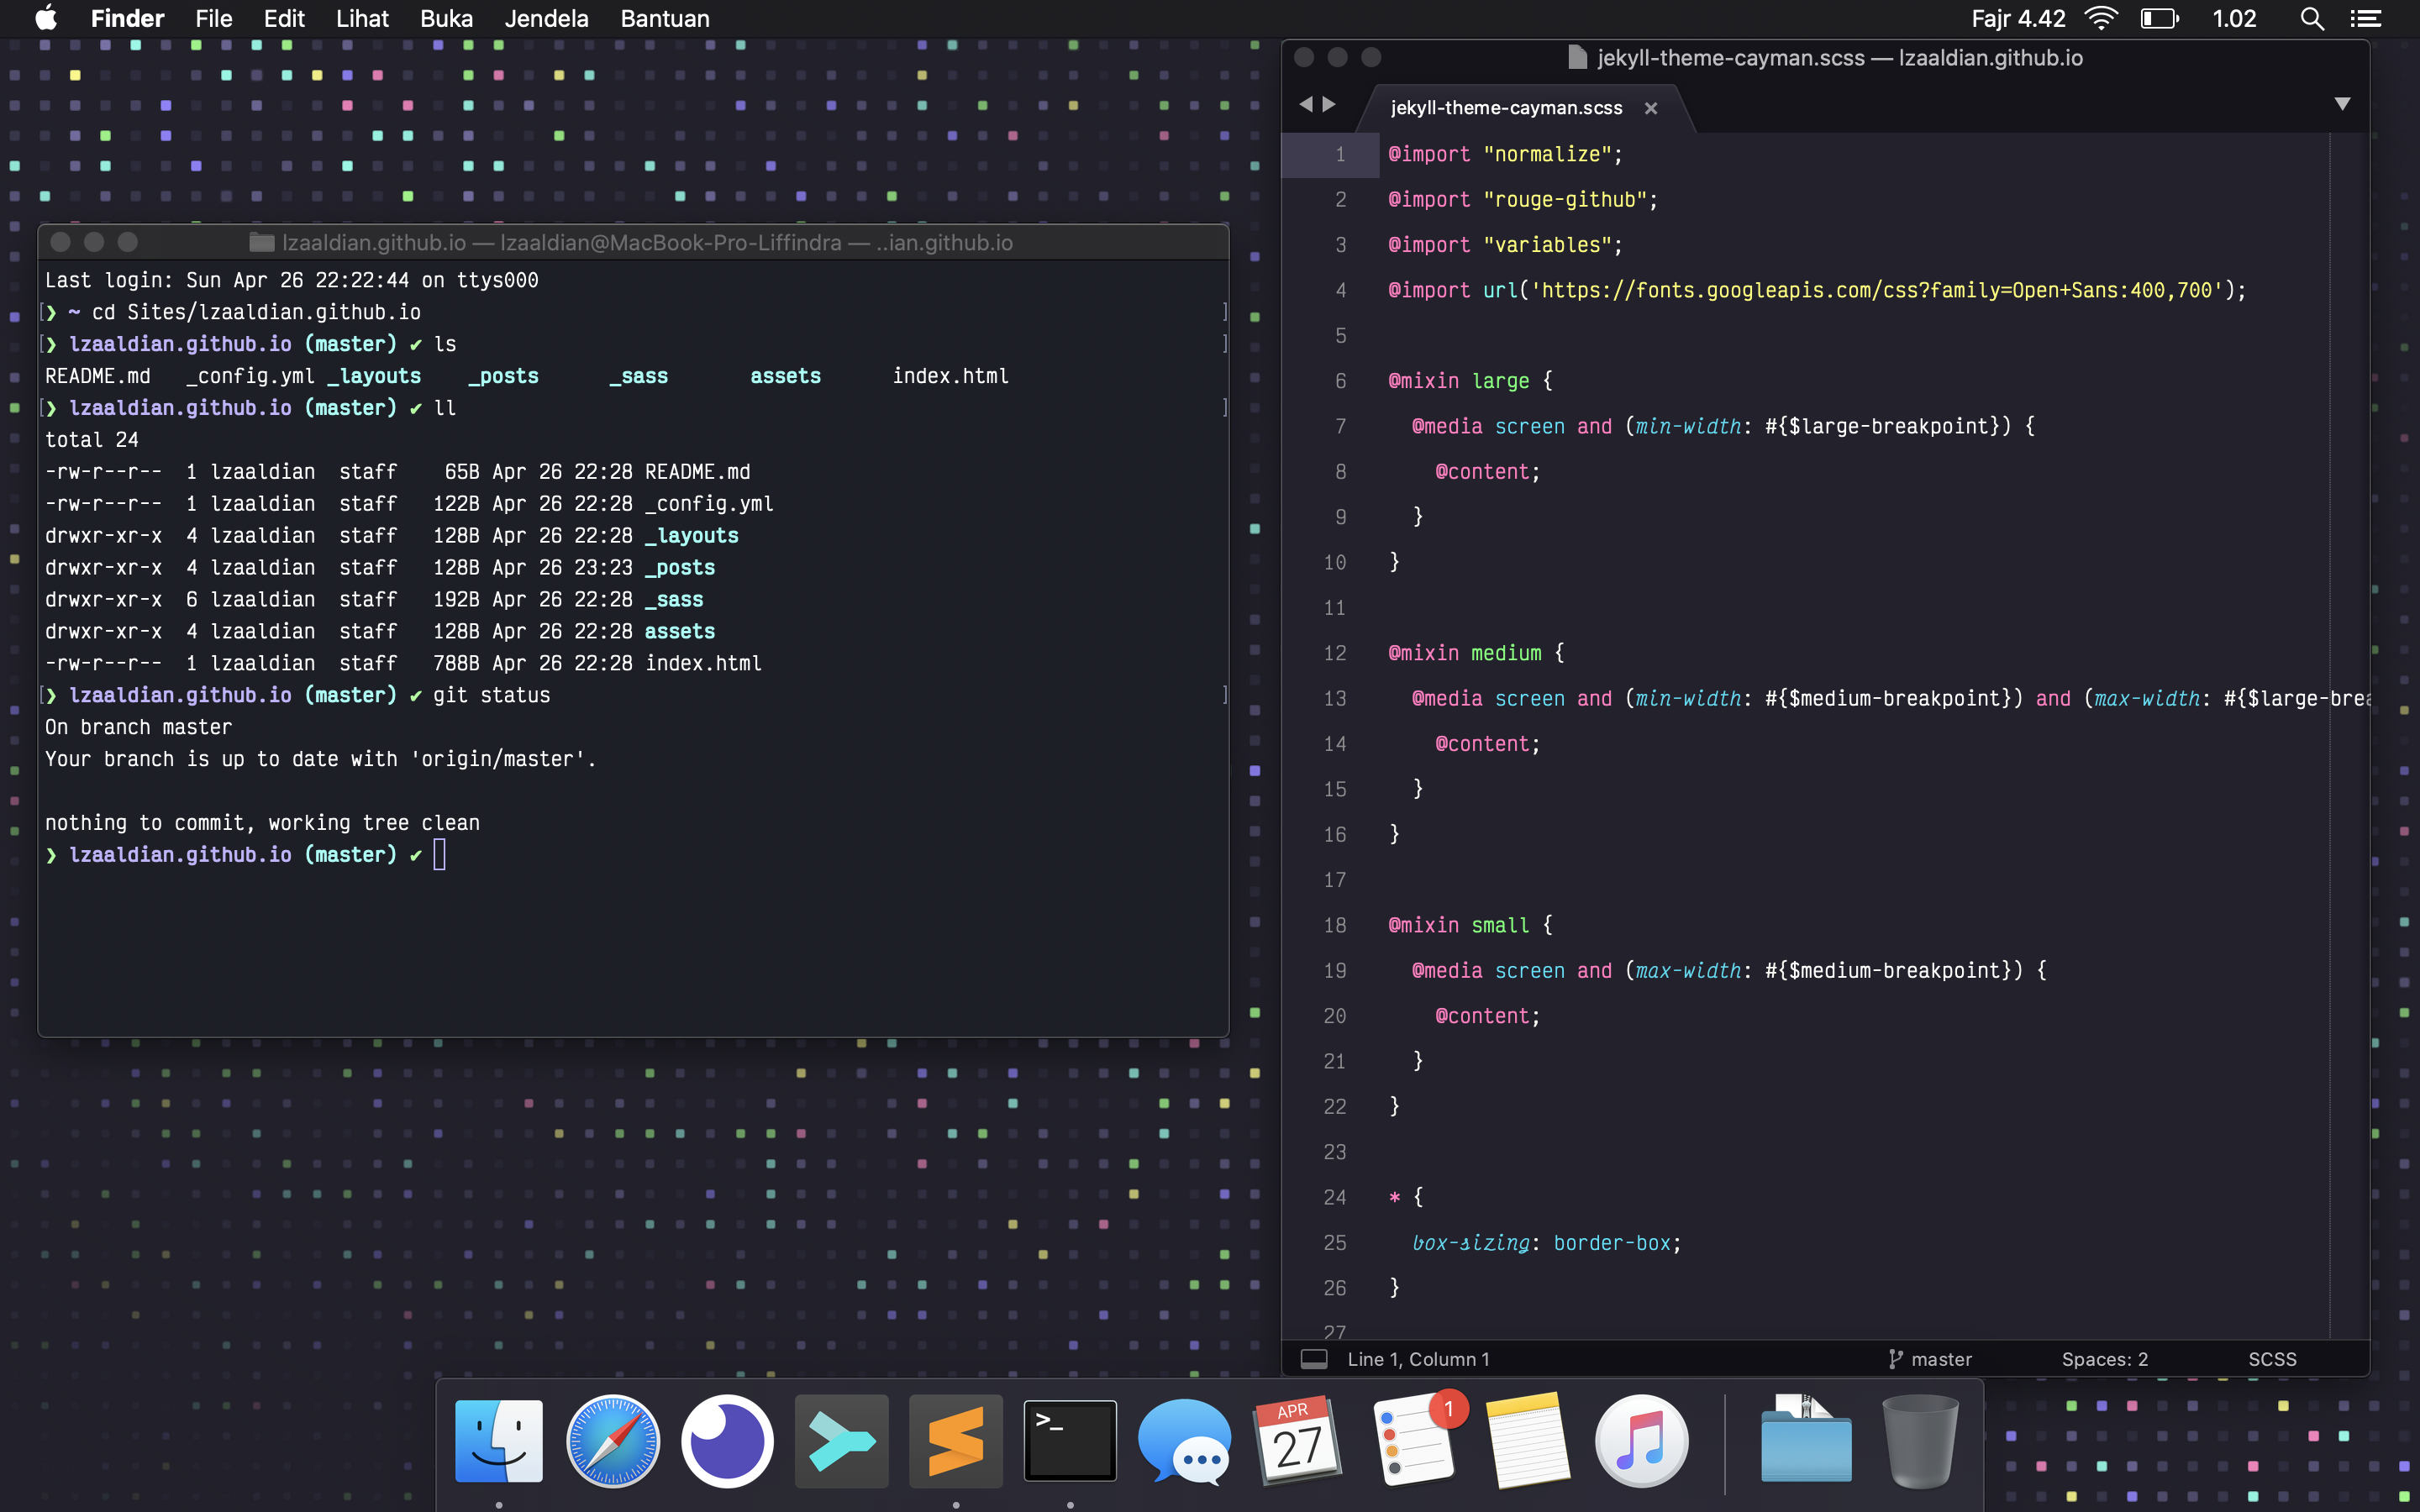 Finder File Edit Lihat Buka Jendela Bantuan Fajr 4.42 1.02
lzaaldian.github.io — lzaaldian@MacBook-Pro-Liffindra — ..ian.github.io
Last login: Sun Apr 26 22:22:44 on ttys000
[❯ ~ cd Sites/lzaaldian.github.io ]
[❯ lzaaldian.github.io (master) ✔ ls ]
README.md _config.yml _layouts _posts _sass assets index.html
[❯ lzaaldian.github.io (master) ✔ ll ]
total 24
-rw-r--r-- 1 lzaaldian staff 65B Apr 26 22:28 README.md
-rw-r--r-- 1 lzaaldian staff 122B Apr 26 22:28 _config.yml
drwxr-xr-x 4 lzaaldian staff 128B Apr 26 22:28 _layouts
drwxr-xr-x 4 lzaaldian staff 128B Apr 26 23:23 _posts
drwxr-xr-x 6 lzaaldian staff 192B Apr 26 22:28 _sass
drwxr-xr-x 4 lzaaldian staff 128B Apr 26 22:28 assets
-rw-r--r-- 1 lzaaldian staff 788B Apr 26 22:28 index.html
[❯ lzaaldian.github.io (master) ✔ git status ]
On branch master
Your branch is up to date with 'origin/master'.
nothing to commit, working tree clean
❯ lzaaldian.github.io (master) ✔
jekyll-theme-cayman.scss — lzaaldian.github.io
jekyll-theme-cayman.scss ×
1 @import "normalize";
2 @import "rouge-github";
3 @import "variables";
4 @import url('https://fonts.googleapis.com/css?family=Open+Sans:400,700');
5
6 @mixin large {
7 @media screen and (min-width: #{$large-breakpoint}) {
8 @content;
9 }
10 }
11
12 @mixin medium {
13 @media screen and (min-width: #{$medium-breakpoint}) and (max-width: #{$large-brea
14 @content;
15 }
16 }
17
18 @mixin small {
19 @media screen and (max-width: #{$medium-breakpoint}) {
20 @content;
21 }
22 }
23
24 * {
25 box-sizing: border-box;
26 }
27
Line 1, Column 1 master Spaces: 2 SCSS
>_
APR
27
1